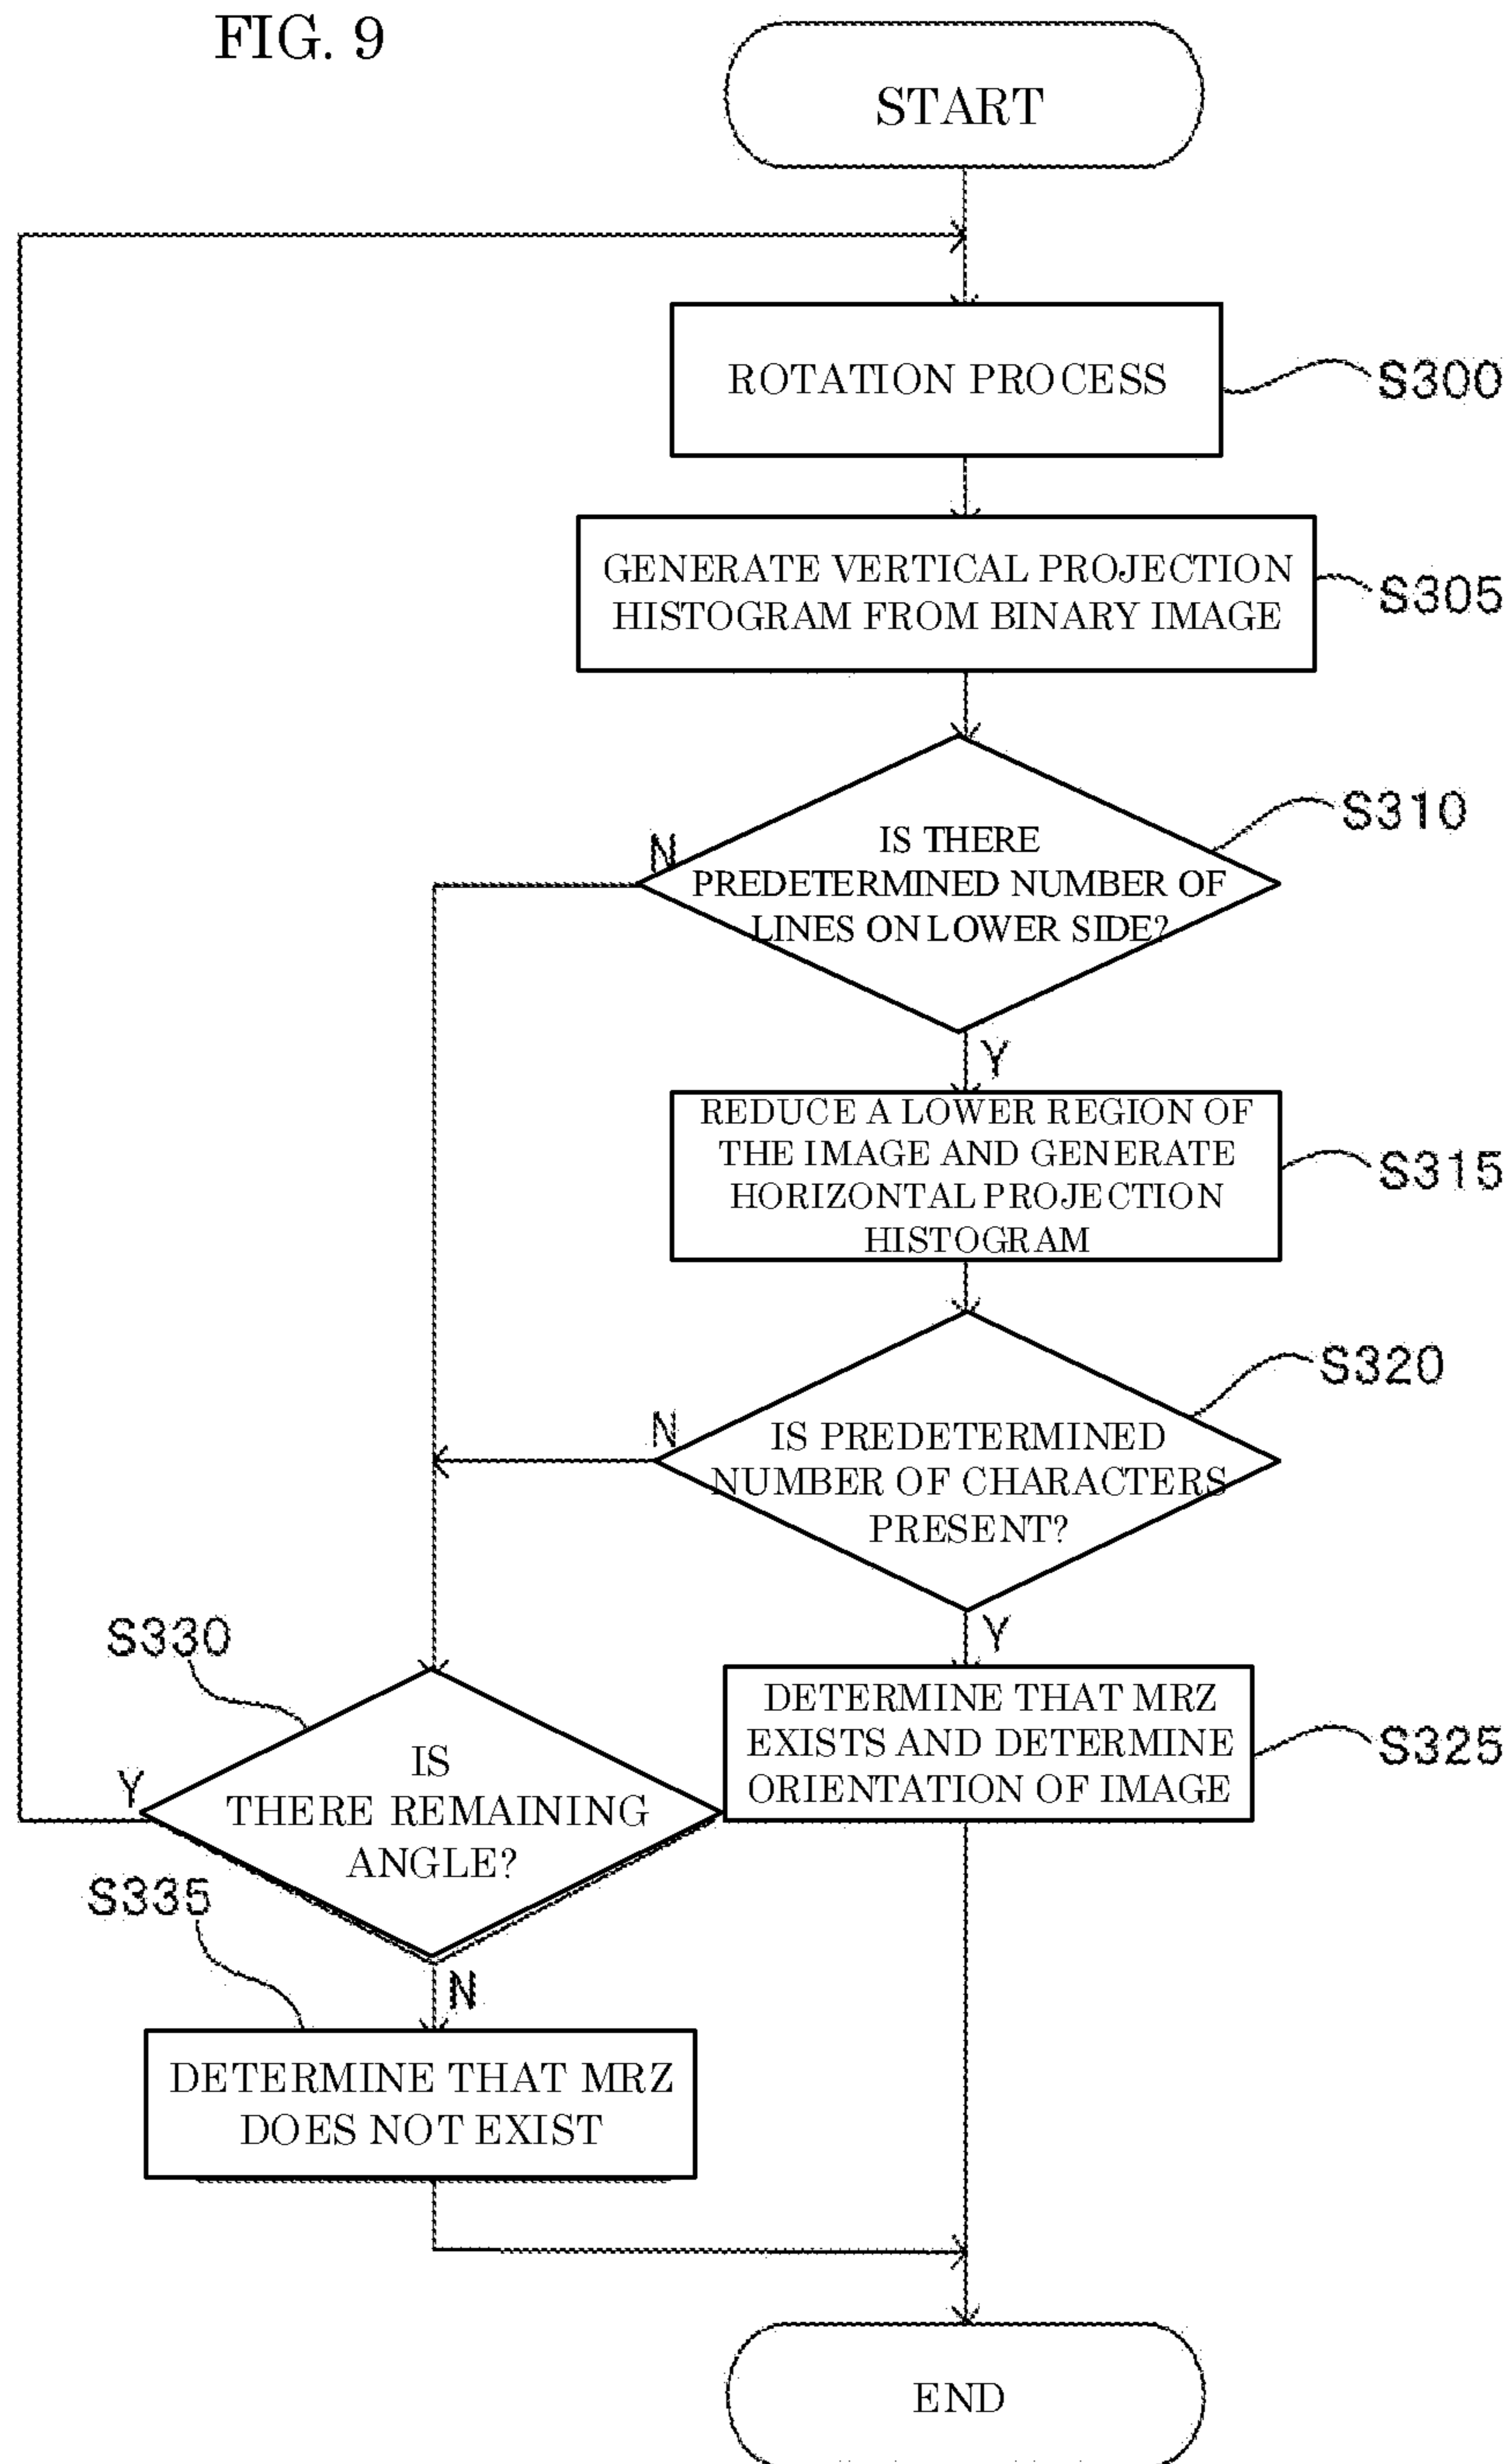 FIG. 9
START
ROTATION PROCESS
S300
GENERATE VERTICAL PROJECTION
HISTOGRAM FROM BINARY IMAGE
S305
IS THERE
PREDETERMINED NUMBER OF
LINES ON LOWER SIDE?
S310
N
Y
REDUCE A LOWER REGION OF
THE IMAGE AND GENERATE
HORIZONTAL PROJECTION
HISTOGRAM
S315
IS PREDETERMINED
NUMBER OF CHARACTERS
PRESENT?
S320
N
Y
DETERMINE THAT MRZ
EXISTS AND DETERMINE
ORIENTATION OF IMAGE
S325
S330
IS
THERE REMAINING
ANGLE?
Y
N
S335
DETERMINE THAT MRZ
DOES NOT EXIST
END